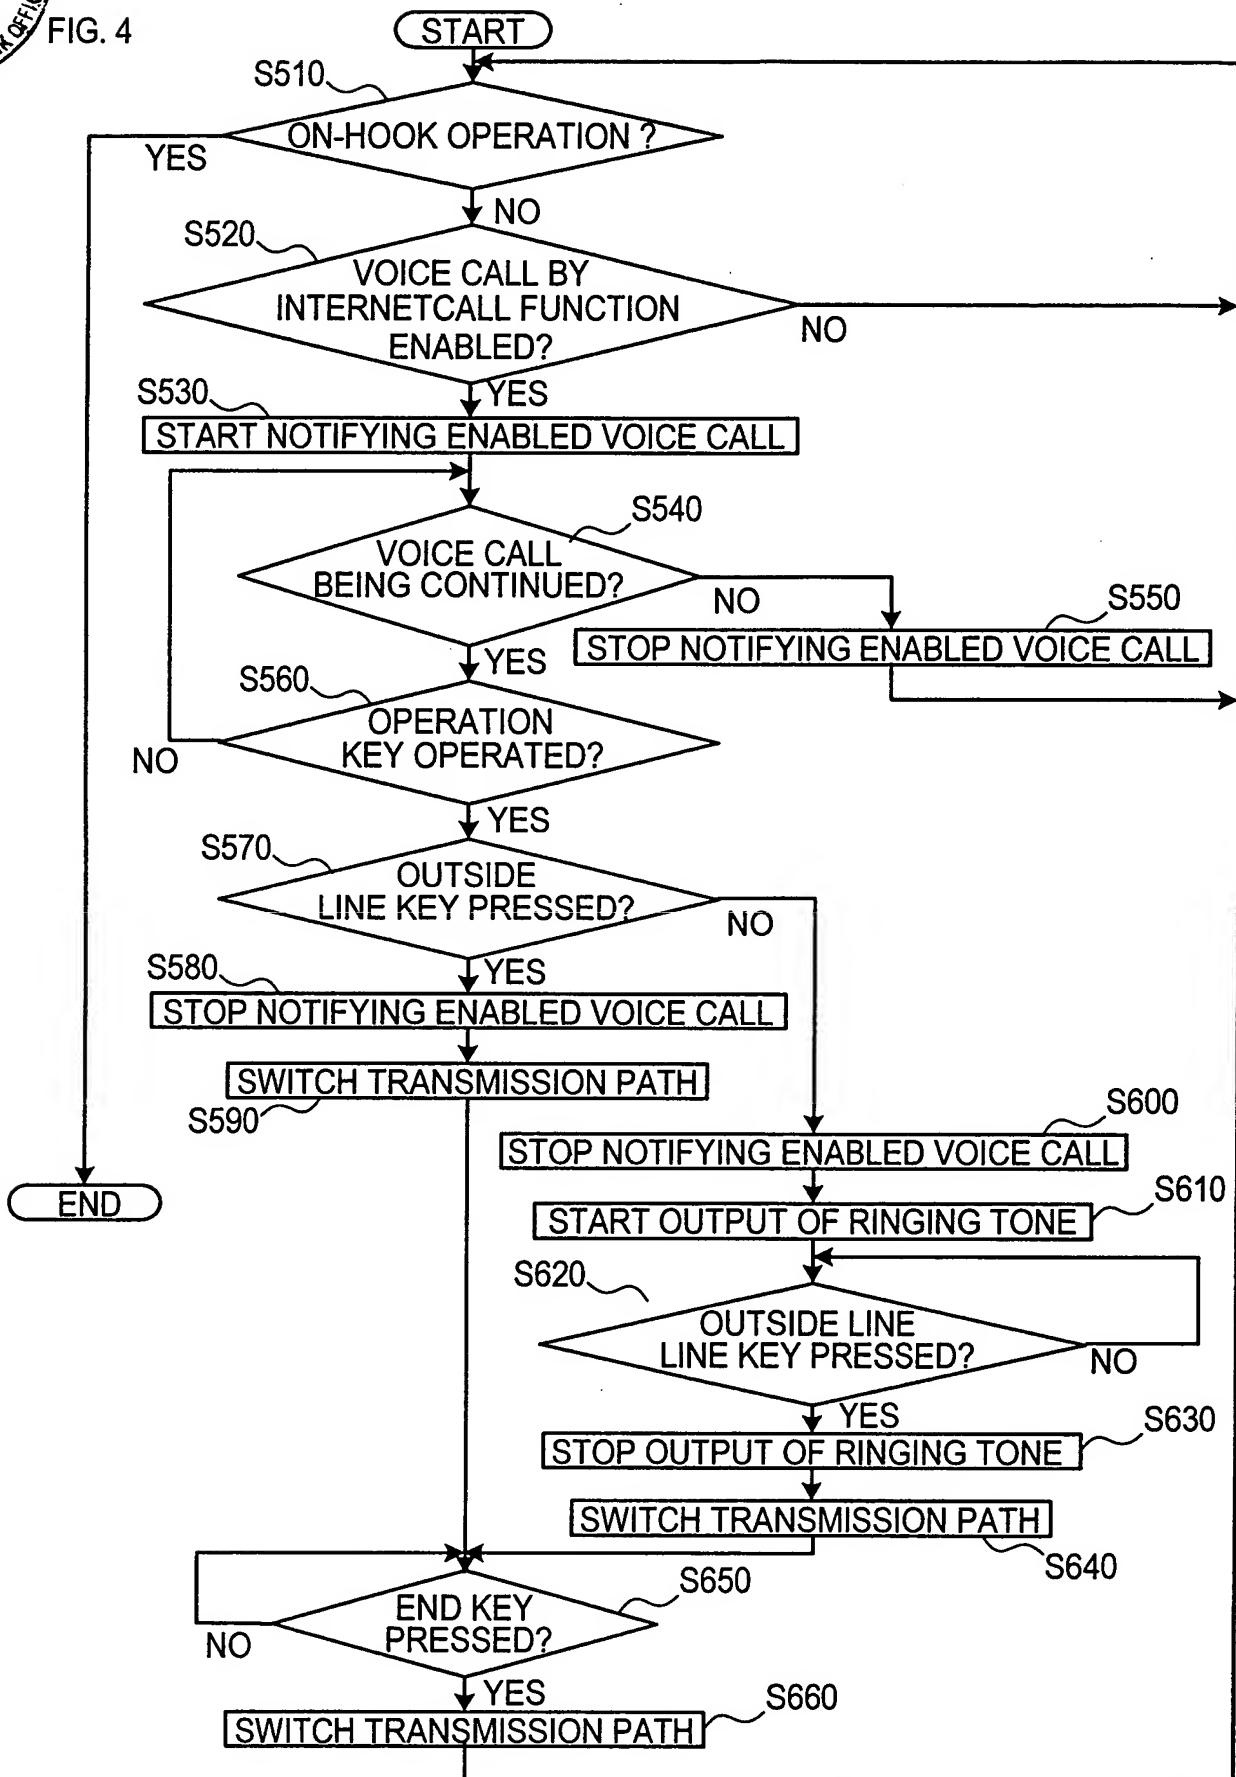 FIG. 4
START
S510
ON-HOOK OPERATION ?
YES
NO
S520
VOICE CALL BY
INTERNETCALL FUNCTION
ENABLED?
NO
YES
S530
START NOTIFYING ENABLED VOICE CALL
S540
VOICE CALL
BEING CONTINUED?
NO
S550
STOP NOTIFYING ENABLED VOICE CALL
YES
S560
OPERATION
KEY OPERATED?
NO
YES
S570
OUTSIDE
LINE KEY PRESSED?
NO
YES
S580
STOP NOTIFYING ENABLED VOICE CALL
SWITCH TRANSMISSION PATH
S590
S600
STOP NOTIFYING ENABLED VOICE CALL
END
S610
START OUTPUT OF RINGING TONE
S620
OUTSIDE LINE
LINE KEY PRESSED?
NO
YES
S630
STOP OUTPUT OF RINGING TONE
SWITCH TRANSMISSION PATH
S640
S650
END KEY
PRESSED?
NO
YES
S660
SWITCH TRANSMISSION PATH